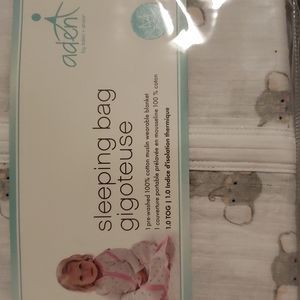 aden
by aden + anais
sleeping bag
gigoteuse
1 pre-washed 100% cotton muslin wearable blanket
1 couverture portable prélavée en mousseline 100 % coton
1.0 TOG | 1.0 Indice d'isolation thermique